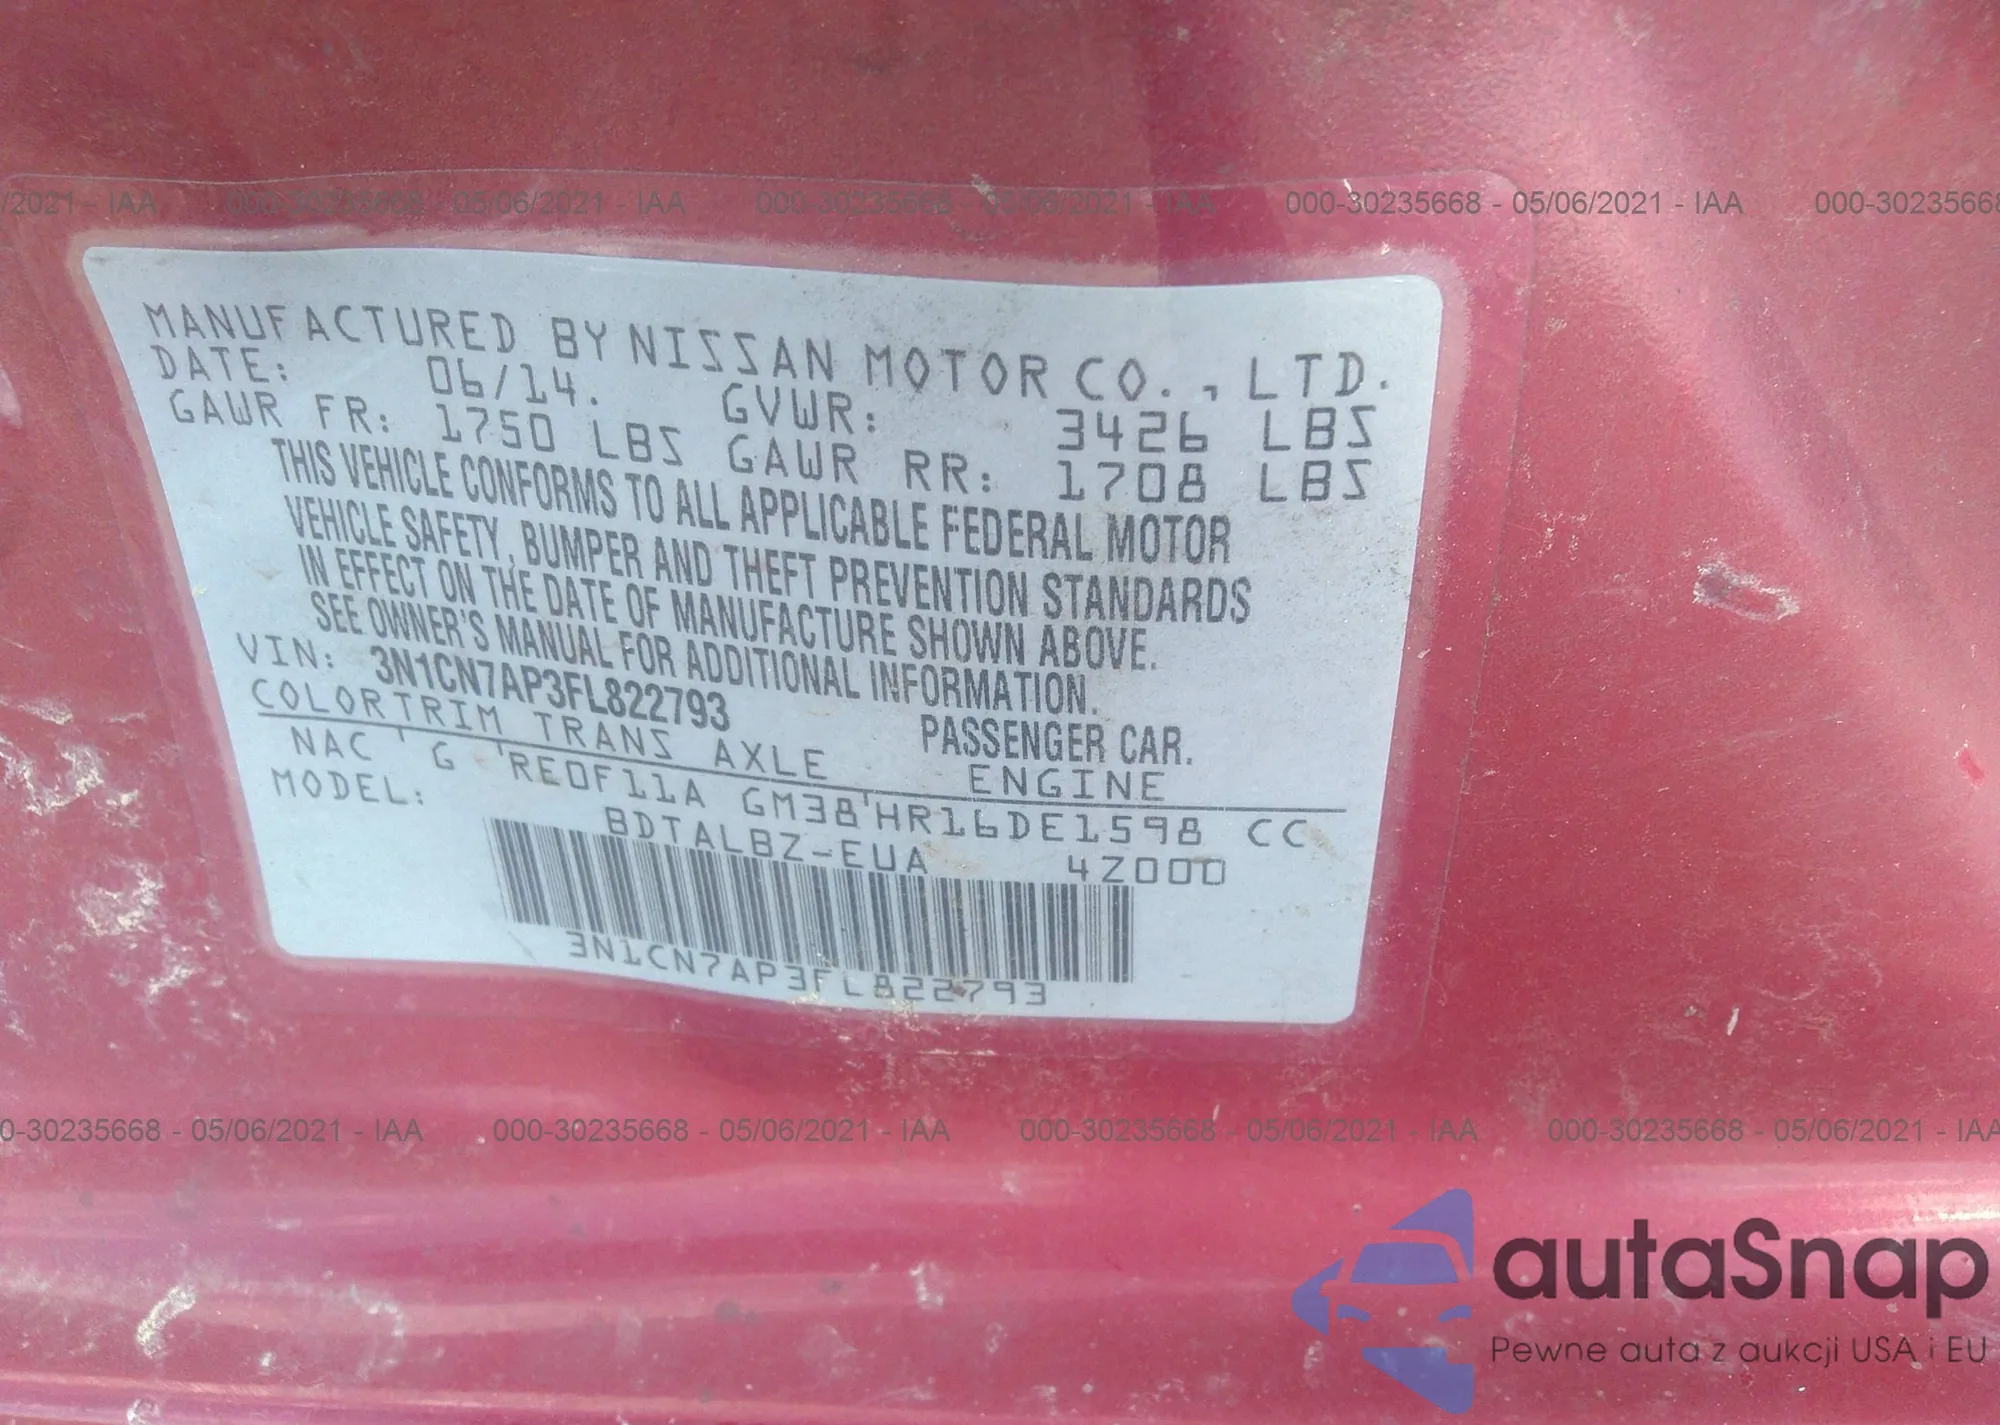 /2021 - IAA 000-30235668 - 05/06/2021 - IAA 000-30235668 - 05/06/2021 - IAA 000-30235668 - 05/06/2021 - IAA 000-30235668
MANUFACTURED BY NISSAN MOTOR CO., LTD.
DATE: 06/14. GVWR: 3426 LBS
GAWR FR: 1750 LBS GAWR RR: 1708 LBS
THIS VEHICLE CONFORMS TO ALL APPLICABLE FEDERAL MOTOR
VEHICLE SAFETY, BUMPER AND THEFT PREVENTION STANDARDS
IN EFFECT ON THE DATE OF MANUFACTURE SHOWN ABOVE.
SEE OWNER'S MANUAL FOR ADDITIONAL INFORMATION.
VIN: 3N1CN7AP3FL822793 PASSENGER CAR.
COLOR TRIM TRANS AXLE ENGINE
NAC G RE0F11A GM38 HR16DE1598 CC
MODEL: BDTALBZ-EUA 4Z000
3N1CN7AP3FL822793
0-30235668 - 05/06/2021 - IAA 000-30235668 - 05/06/2021 - IAA 000-30235668 - 05/06/2021 - IAA 000-30235668 - 05/06/2021 - IAA
autaSnap
Pewne auta z aukcji USA i EU